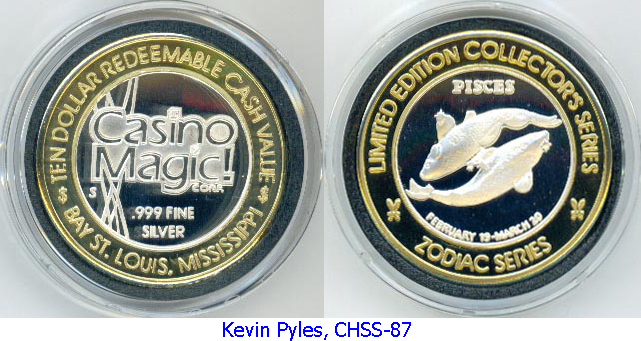 TEN DOLLAR REDEEMABLE CASH VALUE
Casino
Magic!
CORP.
S
.999 FINE
SILVER
$ BAY ST. LOUIS, MISSISSIPPI $
LIMITED EDITION COLLECTOR'S SERIES
PISCES
FEBRUARY 19-MARCH 20
ZODIAC SERIES
Kevin Pyles, CHSS-87